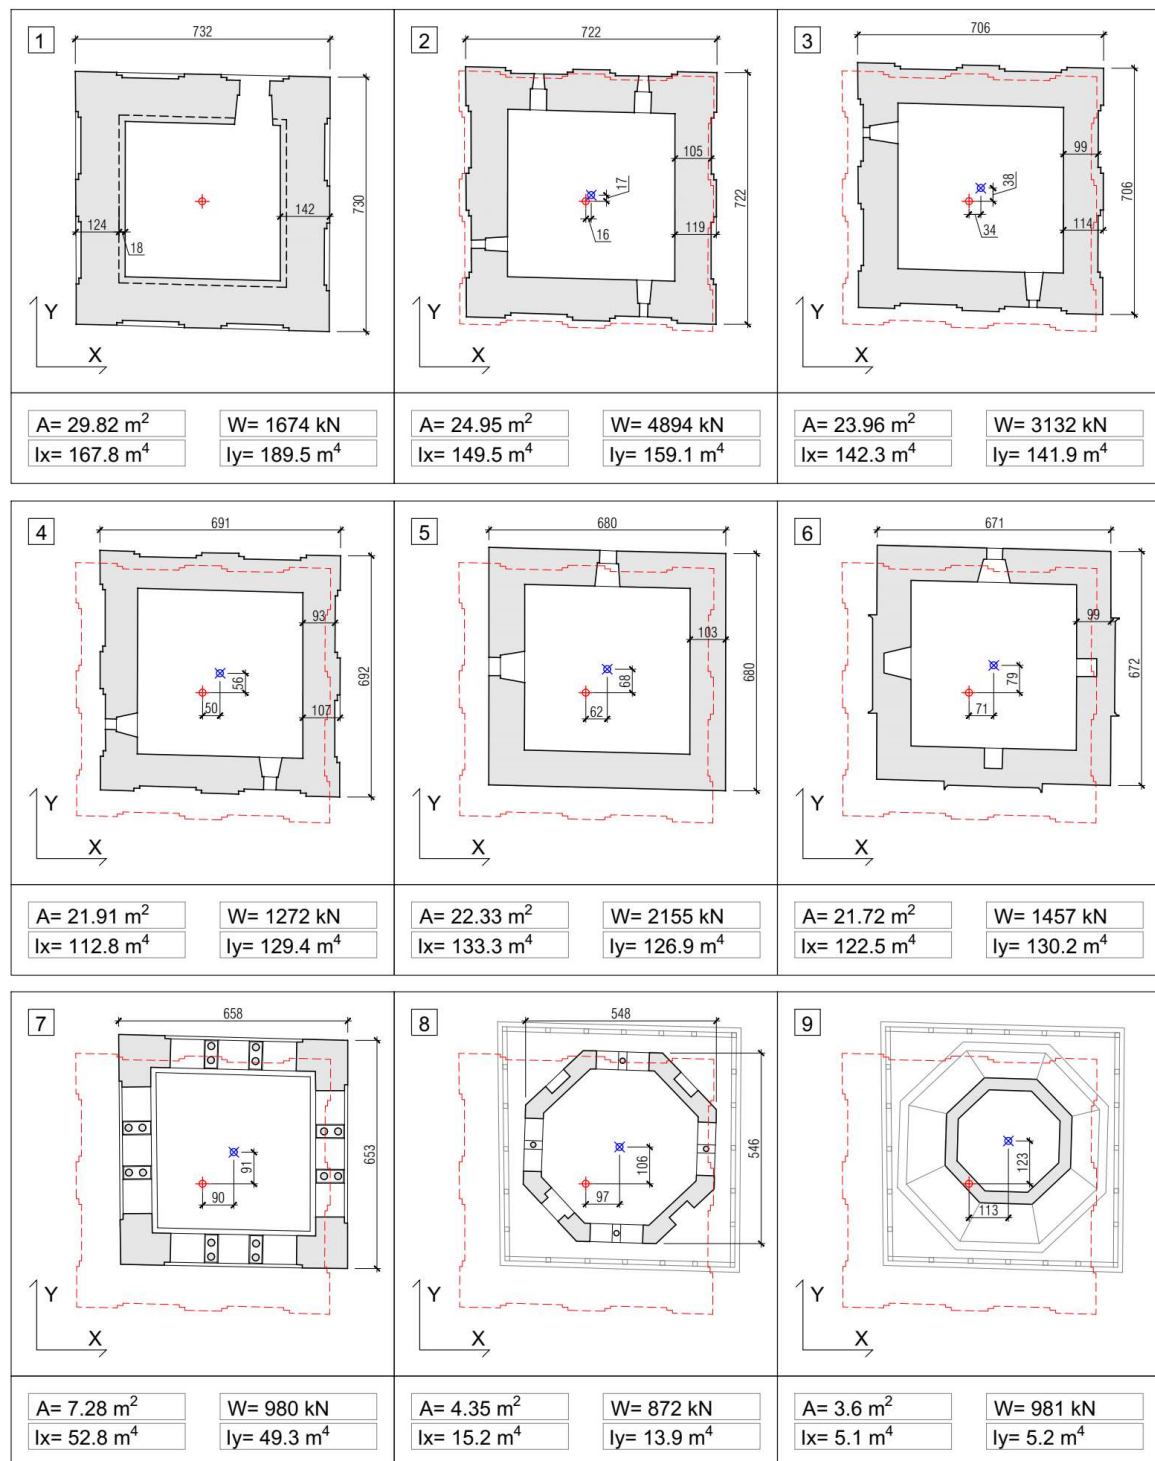 1
732
730
124
18
142
Y
X
A= 29.82 m²
W= 1674 kN
Ix= 167.8 m⁴
Iy= 189.5 m⁴
2
722
722
105
17
16
119
Y
X
A= 24.95 m²
W= 4894 kN
Ix= 149.5 m⁴
Iy= 159.1 m⁴
3
706
706
99
38
34
114
Y
X
A= 23.96 m²
W= 3132 kN
Ix= 142.3 m⁴
Iy= 141.9 m⁴
4
691
692
93
56
50
107
Y
X
A= 21.91 m²
W= 1272 kN
Ix= 112.8 m⁴
Iy= 129.4 m⁴
5
680
680
103
68
62
Y
X
A= 22.33 m²
W= 2155 kN
Ix= 133.3 m⁴
Iy= 126.9 m⁴
6
671
672
99
79
71
Y
X
A= 21.72 m²
W= 1457 kN
Ix= 122.5 m⁴
Iy= 130.2 m⁴
7
658
653
91
90
Y
X
A= 7.28 m²
W= 980 kN
Ix= 52.8 m⁴
Iy= 49.3 m⁴
8
548
546
106
97
Y
X
A= 4.35 m²
W= 872 kN
Ix= 15.2 m⁴
Iy= 13.9 m⁴
9
123
113
Y
X
A= 3.6 m²
W= 981 kN
Ix= 5.1 m⁴
Iy= 5.2 m⁴